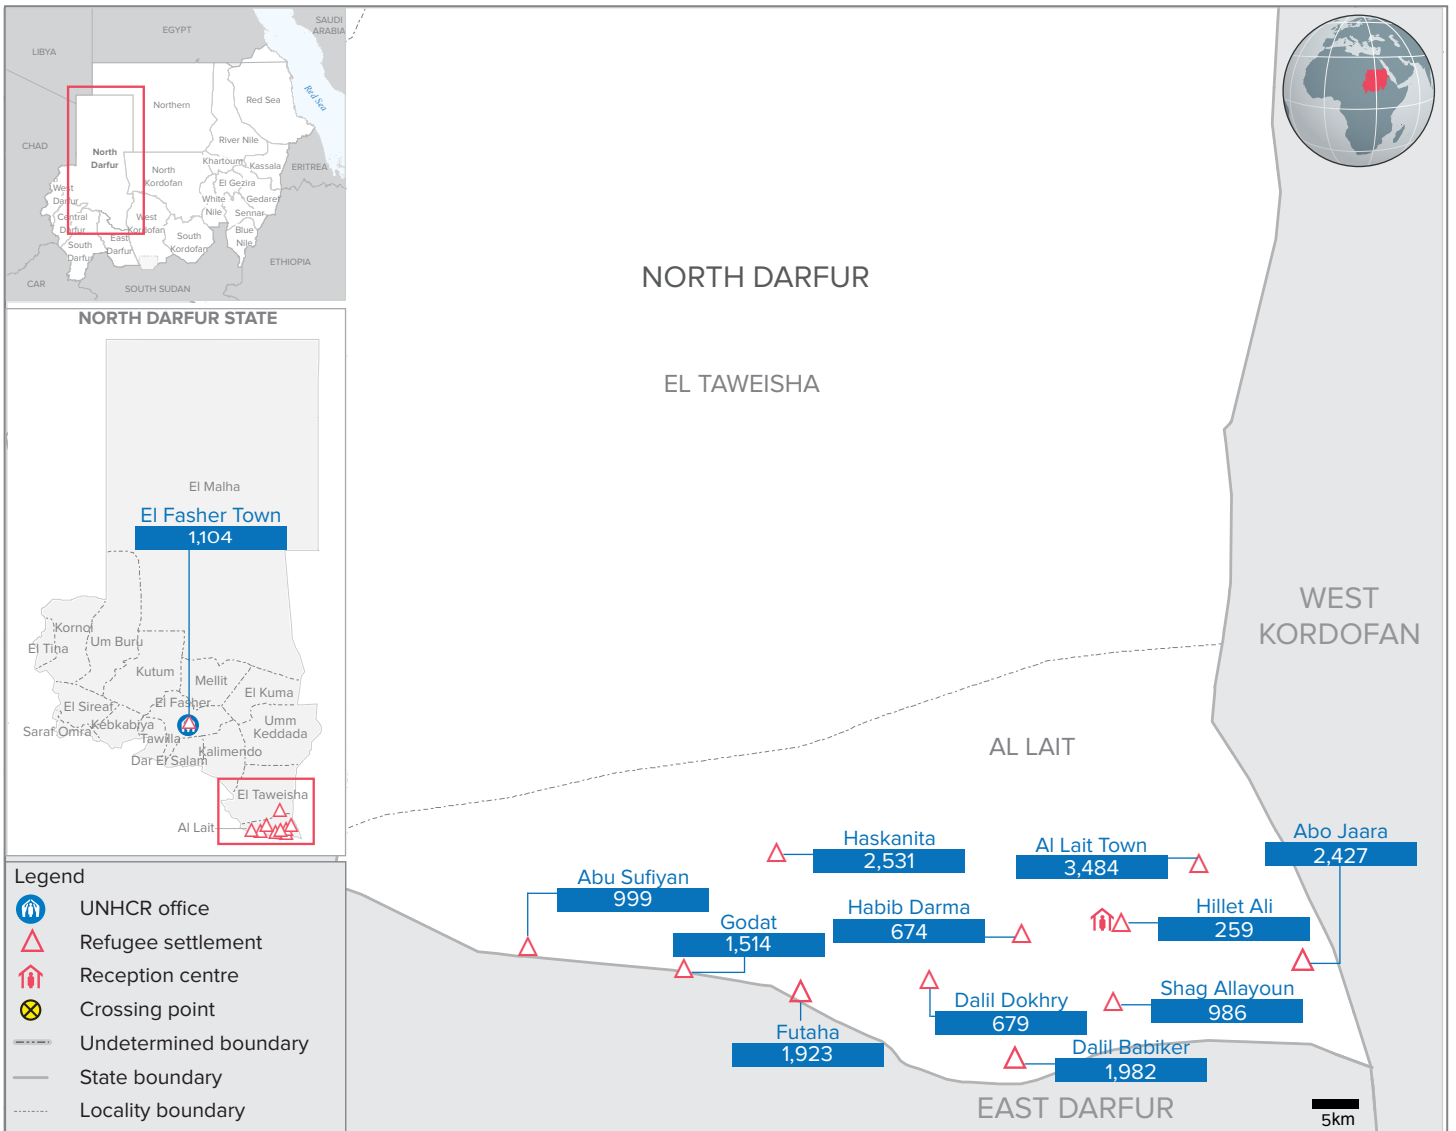 EGYPT
SAUDI
ARABIA
LIBYA
Red Sea
Northern
Red Sea
CHAD
North
Darfur
River Nile
Khartoum
Kassala
ERITREA
North
Kordofan
El Gezira
West
Darfur
White
Nile
Gedaref
Sennar
Central
Darfur
West
Kordofan
East
Darfur
South
Kordofan
Blue
Nile
South
Darfur
ETHIOPIA
CAR
SOUTH SUDAN
NORTH DARFUR STATE
El Malha
El Fasher Town
1,104
Kornoi
El Tina
Um Buru
Kutum
Mellit
El Kuma
El Sireaf
El Fasher
Saraf Omra
Kebkabiya
Tawilla
Umm
Keddada
Kalimendo
Dar El Salam
El Taweisha
Al Lait
Legend
UNHCR office
Refugee settlement
Reception centre
Crossing point
Undetermined boundary
State boundary
Locality boundary
NORTH DARFUR
EL TAWEISHA
WEST
KORDOFAN
AL LAIT
Haskanita
2,531
Al Lait Town
3,484
Abo Jaara
2,427
Abu Sufiyan
999
Godat
1,514
Habib Darma
674
Hillet Ali
259
Dalil Dokhry
679
Shag Allayoun
986
Futaha
1,923
Dalil Babiker
1,982
EAST DARFUR
5km